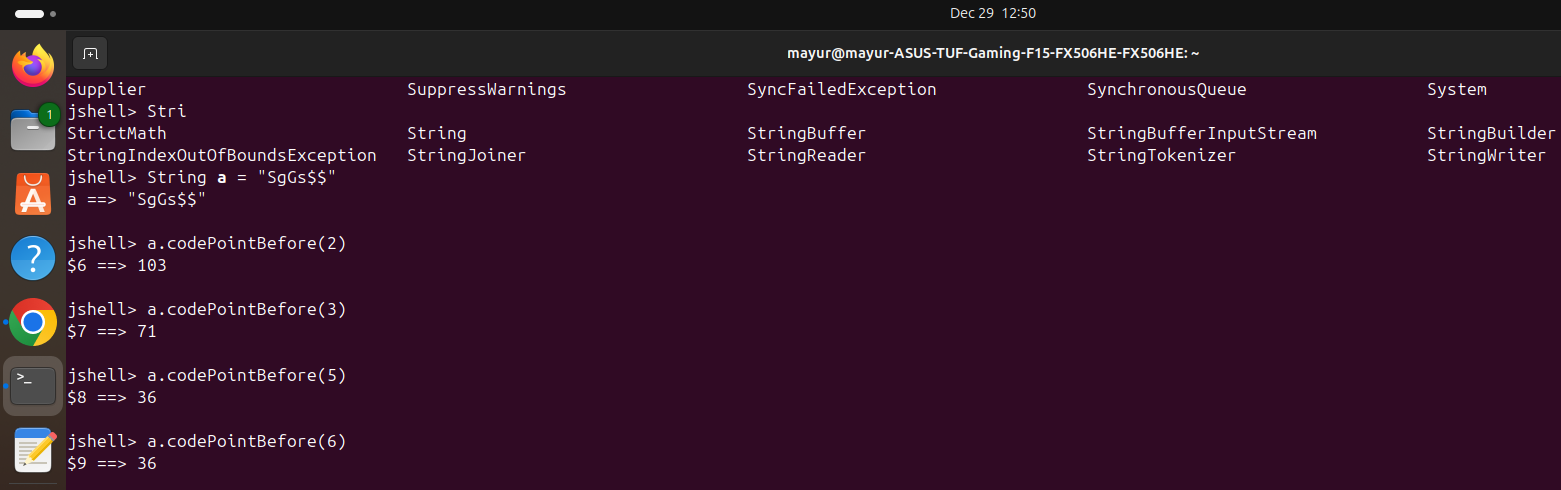 Dec 29 12:50
mayur@mayur-ASUS-TUF-Gaming-F15-FX506HE-FX506HE: ~
1
Supplier SuppressWarnings SyncFailedException SynchronousQueue System
jshell> Stri
StrictMath String StringBuffer StringBufferInputStream StringBuilder
StringIndexOutOfBoundsException StringJoiner StringReader StringTokenizer StringWriter
jshell> String a = "SgGs$$"
a ==> "SgGs$$"
jshell> a.codePointBefore(2)
$6 ==> 103
jshell> a.codePointBefore(3)
$7 ==> 71
jshell> a.codePointBefore(5)
$8 ==> 36
jshell> a.codePointBefore(6)
$9 ==> 36